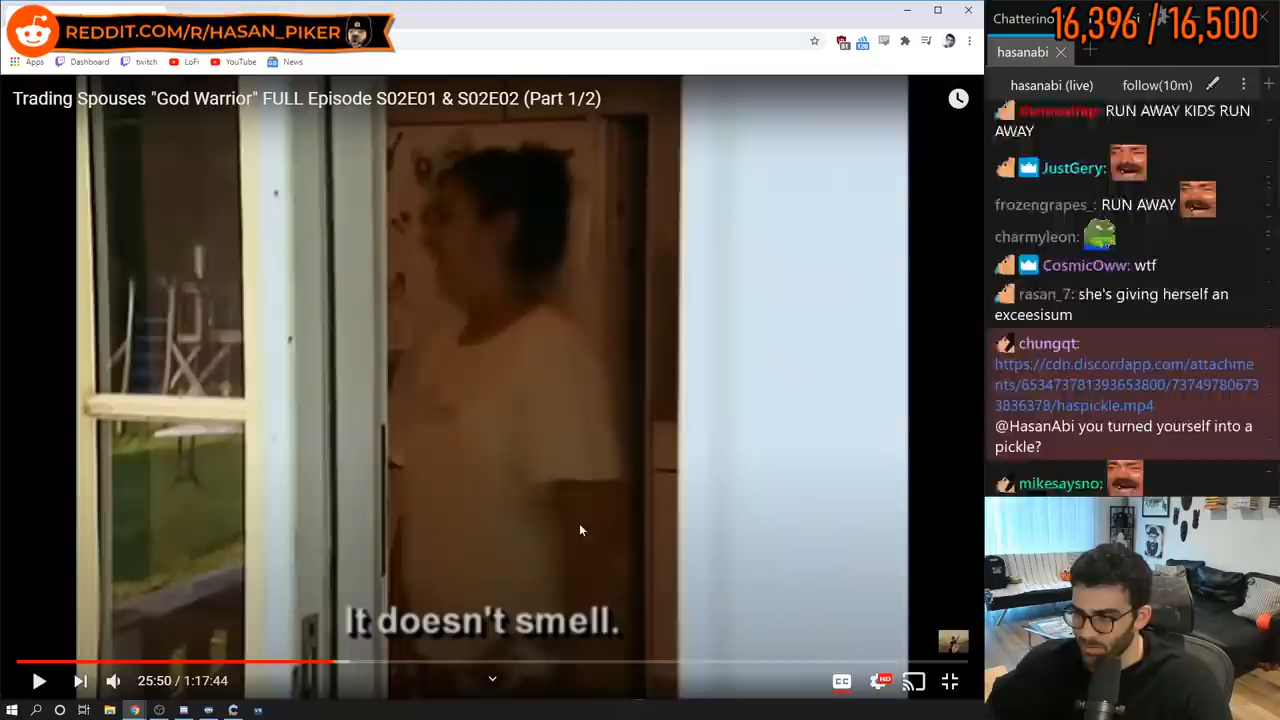 REDDIT.COM/R/HASAN_PIKER
Apps
Dashboard
twitch
LoFi
YouTube
News
Trading Spouses "God Warrior" FULL Episode S02E01 & S02E02 (Part 1/2)
It doesn't smell.
25:50 / 1:17:44
CC
HD
Chatterino
16,396 / 16,500
hasanabi
hasanabi (live)
follow(10m)
RUN AWAY KIDS RUN
AWAY
JustGery:
frozengrapes_: RUN AWAY
charmyleon:
CosmicOww: wtf
rasan_7: she's giving herself an
exceesisum
chungqt:
https://cdn.discordapp.com/attachme
nts/653473781393653800/73749780673
3836378/haspickle.mp4
@HasanAbi you turned yourself into a
pickle?
mikesaysno: